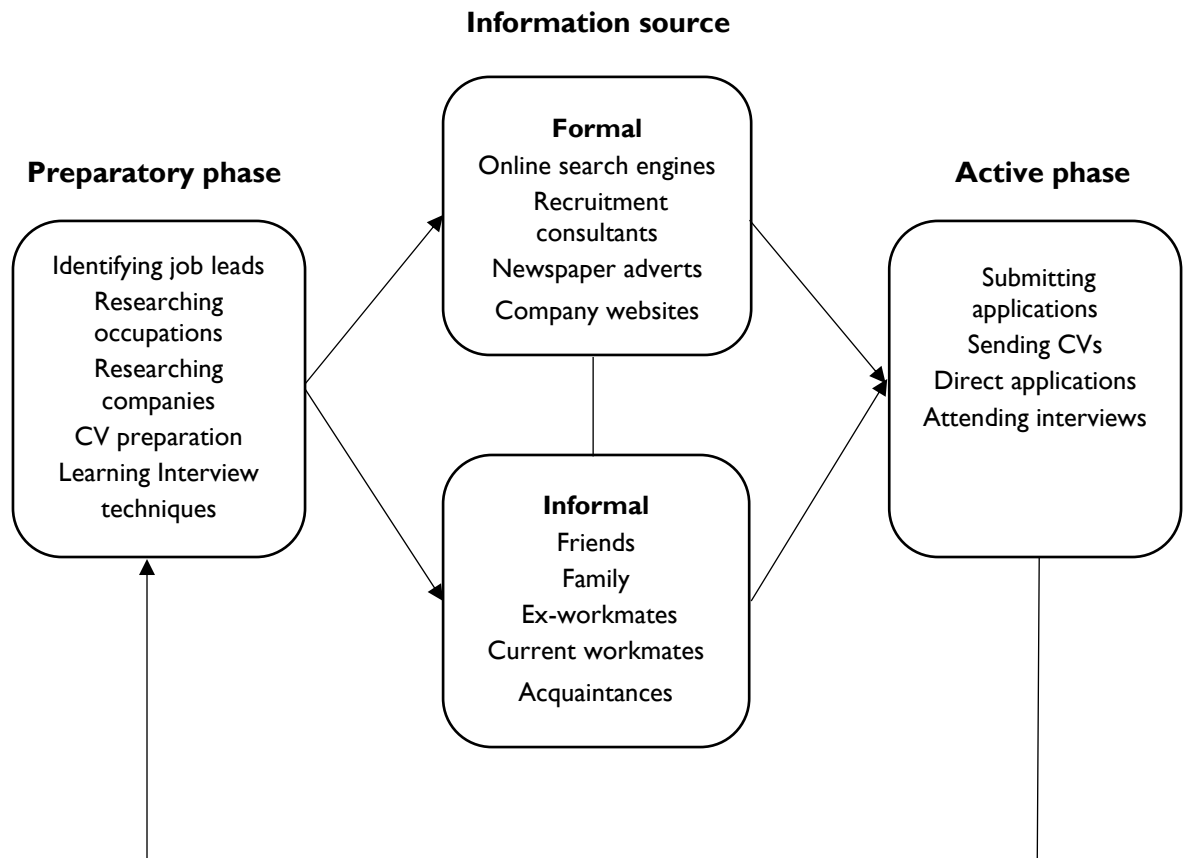 Information source
Preparatory phase
Identifying job leads
Researching
occupations
Researching
companies
CV preparation
Learning Interview
techniques
Formal
Online search engines
Recruitment
consultants
Newspaper adverts
Company websites
Informal
Friends
Family
Ex-workmates
Current workmates
Acquaintances
Active phase
Submitting
applications
Sending CVs
Direct applications
Attending interviews